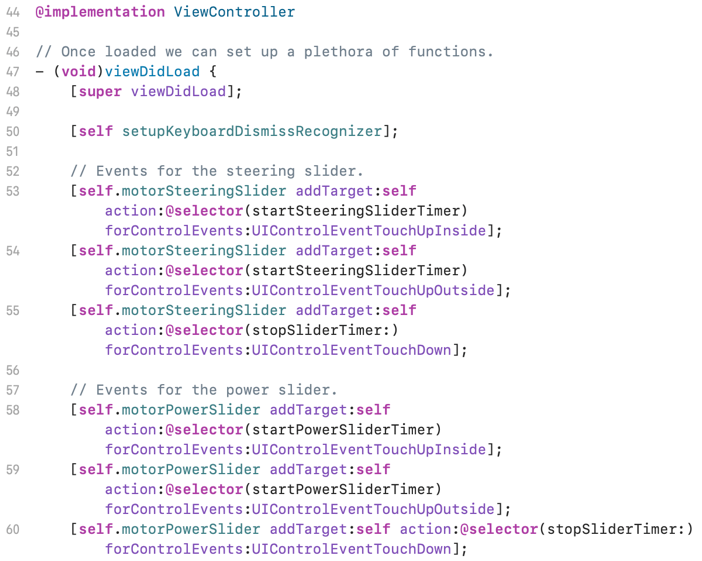 44 @implementation ViewController
45
46 // Once loaded we can set up a plethora of functions.
47 - (void)viewDidLoad {
48     [super viewDidLoad];
49
50     [self setupKeyboardDismissRecognizer];
51
52     // Events for the steering slider.
53     [self.motorSteeringSlider addTarget:self
            action:@selector(startSteeringSliderTimer)
            forControlEvents:UIControlEventTouchUpInside];
54     [self.motorSteeringSlider addTarget:self
            action:@selector(startSteeringSliderTimer)
            forControlEvents:UIControlEventTouchUpOutside];
55     [self.motorSteeringSlider addTarget:self
            action:@selector(stopSliderTimer:)
            forControlEvents:UIControlEventTouchDown];
56
57     // Events for the power slider.
58     [self.motorPowerSlider addTarget:self
            action:@selector(startPowerSliderTimer)
            forControlEvents:UIControlEventTouchUpInside];
59     [self.motorPowerSlider addTarget:self
            action:@selector(startPowerSliderTimer)
            forControlEvents:UIControlEventTouchUpOutside];
60     [self.motorPowerSlider addTarget:self action:@selector(stopSliderTimer:)
            forControlEvents:UIControlEventTouchDown];